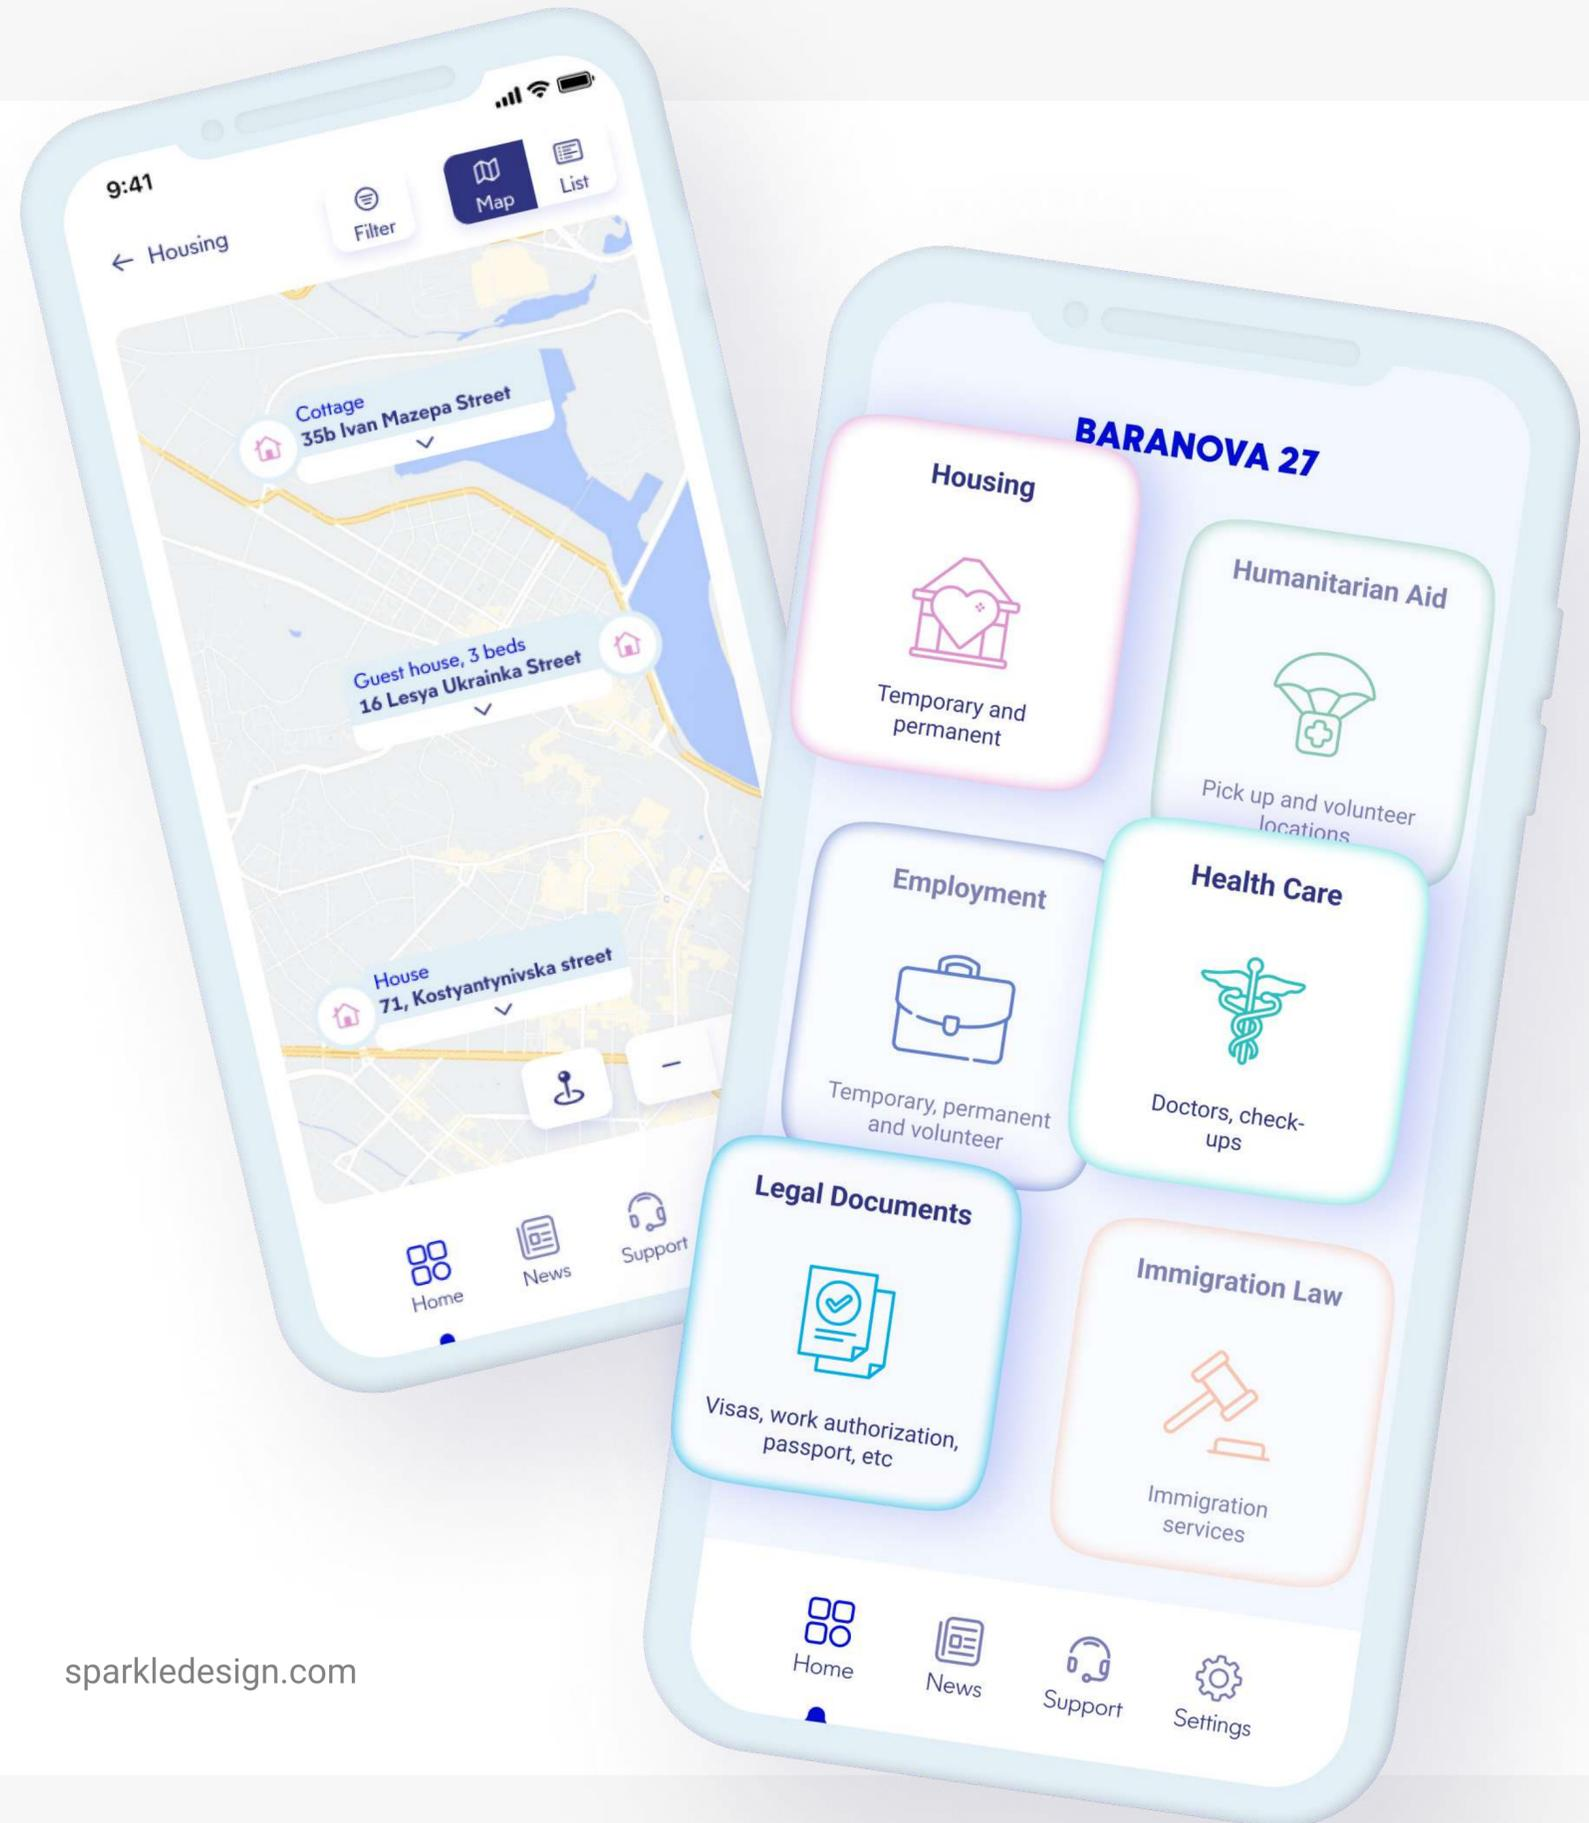 9:41
Filter
Map
List
← Housing
Cottage
35b Ivan Mazepa Street
Guest house, 3 beds
16 Lesya Ukrainka Street
House
71, Kostyantynivska street
Home
News
Support
BARANOVA 27
Housing
Temporary and
permanent
Humanitarian Aid
Pick up and volunteer
locations
Employment
Temporary, permanent
and volunteer
Health Care
Doctors, check-
ups
Legal Documents
Visas, work authorization,
passport, etc
Immigration Law
Immigration
services
Home
News
Support
Settings
sparkledesign.com